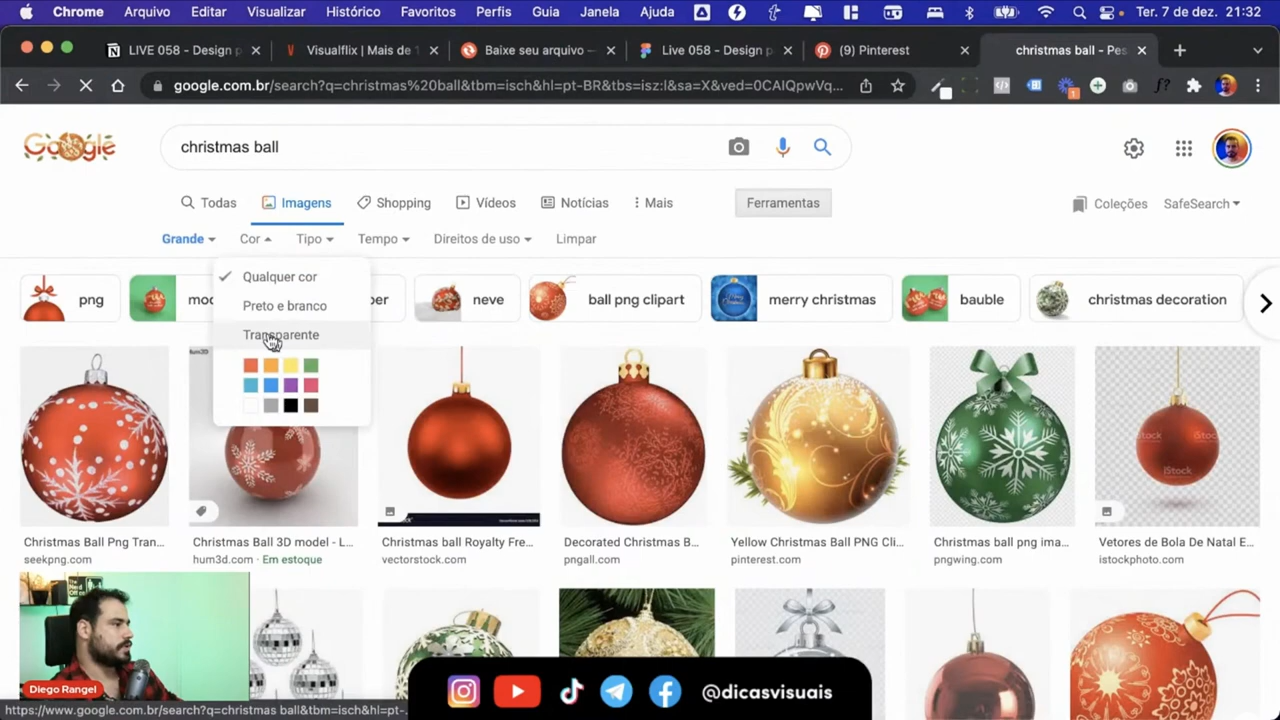 Chrome Arquivo Editar Visualizar Histórico Favoritos Perfis Guia Janela Ajuda Ter. 7 de dez. 21:32
LIVE 058 - Design p
Visualflix | Mais de 1
Baixe seu arquivo –
Live 058 - Design p
(9) Pinterest
christmas ball - Pes
google.com.br/search?q=christmas%20ball&tbm=isch&hl=pt-BR&tbs=isz:l&sa=X&ved=0CAIQpwVq...
Google
christmas ball
Todas Imagens Shopping Vídeos Notícias Mais Ferramentas Coleções SafeSearch
Grande Cor Tipo Tempo Direitos de uso Limpar
Qualquer cor
Preto e branco
Transparente
png
neve
ball png clipart
merry christmas
bauble
christmas decoration
Hum3D
iStock
iStock
Christmas Ball Png Tran...
seekpng.com
Christmas Ball 3D model - L...
hum3d.com · Em estoque
Christmas ball Royalty Fre...
vectorstock.com
Decorated Christmas B...
pngall.com
Yellow Christmas Ball PNG Cli...
pinterest.com
Christmas ball png ima...
pngwing.com
Vetores de Bola De Natal E...
istockphoto.com
Diego Rangel
@dicasvisuais
https://www.google.com.br/search?q=christmas ball&tbm=isch&hl=pt-...